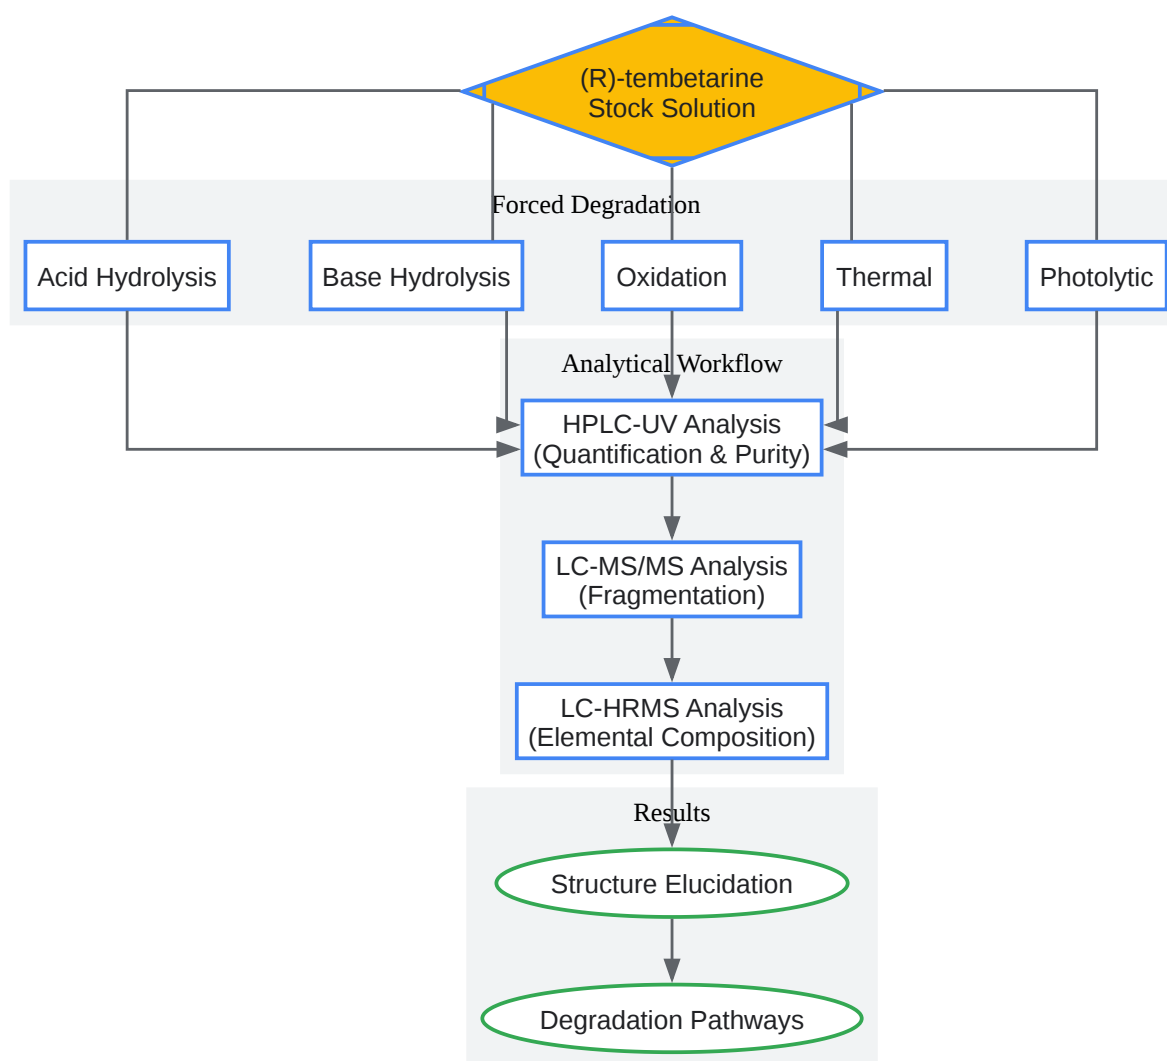 (R)-tembetarine
Stock Solution
Forced Degradation
Acid Hydrolysis
Base Hydrolysis
Oxidation
Thermal
Photolytic
Analytical Workflow
HPLC-UV Analysis
(Quantification & Purity)
LC-MS/MS Analysis
(Fragmentation)
LC-HRMS Analysis
(Elemental Composition)
Results
Structure Elucidation
Degradation Pathways